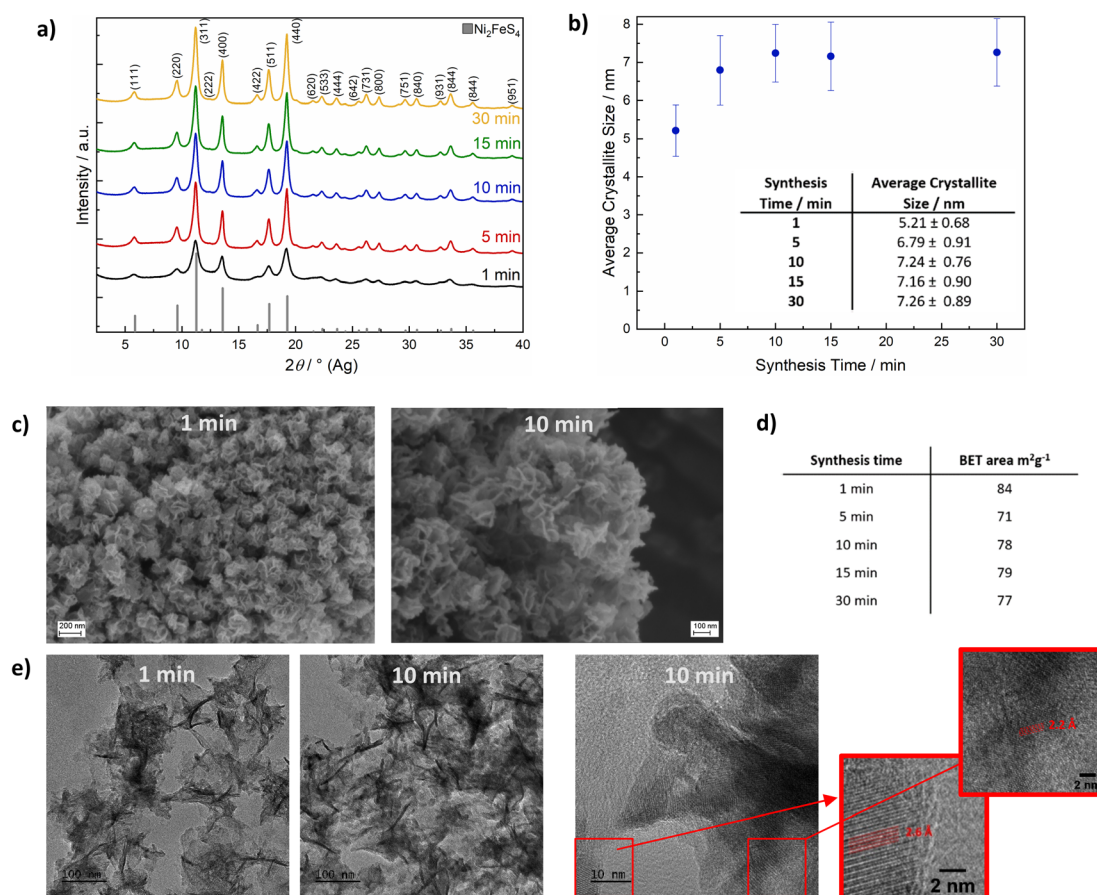 a)
Ni₂FeS₄
(111)
(220)
(311)
(222)
(400)
(422)
(511)
(440)
(620)
(533)
(444)
(642)
(731)
(800)
(751)
(840)
(931)
(844)
(844)
(951)
30 min
15 min
10 min
5 min
1 min
Intensity / a.u.
5 10 15 20 25 30 35 40
2θ / ° (Ag)
b)
8
7
6
5
4
3
2
1
0
Average Crystallite Size / nm
0 5 10 15 20 25 30
Synthesis Time / min
Synthesis Average Crystallite
Time / min Size / nm
1 5.21 ± 0.68
5 6.79 ± 0.91
10 7.24 ± 0.76
15 7.16 ± 0.90
30 7.26 ± 0.89
c)
1 min
200 nm
10 min
100 nm
d)
Synthesis time BET area m²g⁻¹
1 min 84
5 min 71
10 min 78
15 min 79
30 min 77
e)
1 min
100 nm
10 min
100 nm
10 min
10 nm
2.2 Å
2 nm
2 nm